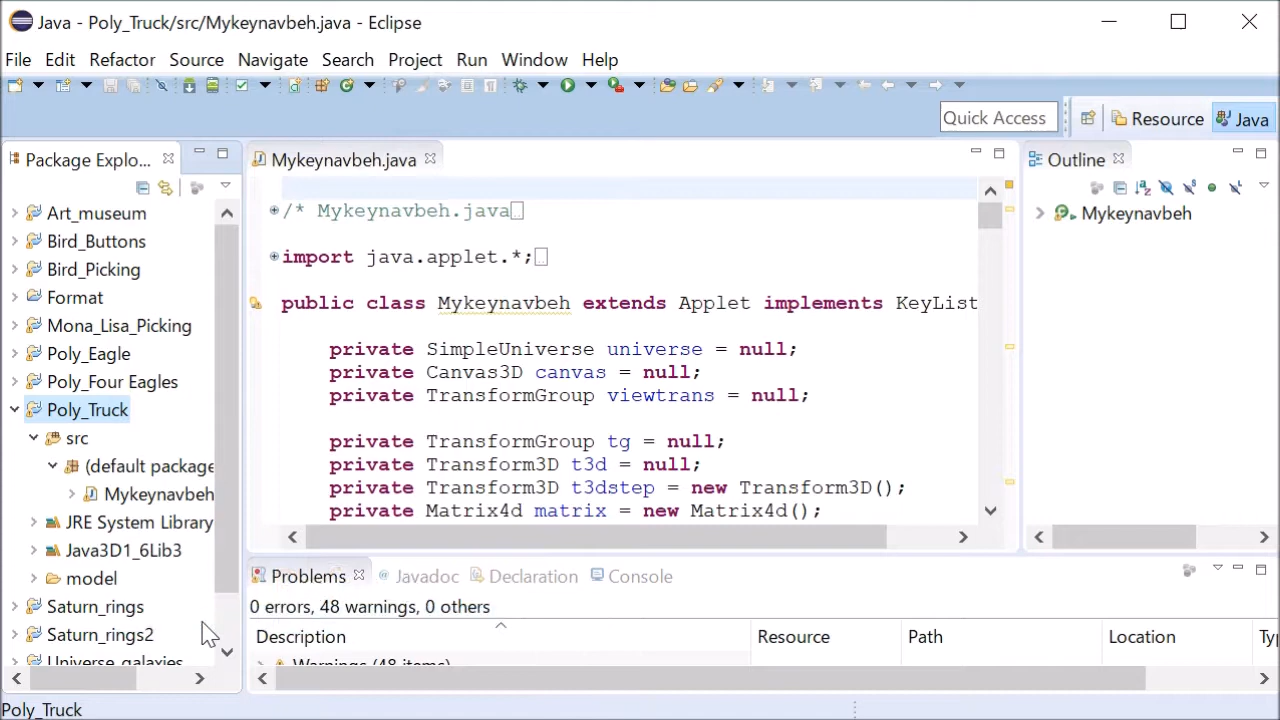 Java - Poly_Truck/src/Mykeynavbeh.java - Eclipse
File Edit Refactor Source Navigate Search Project Run Window Help
Quick Access Resource Java
Package Explo...
Art_museum
Bird_Buttons
Bird_Picking
Format
Mona_Lisa_Picking
Poly_Eagle
Poly_Four Eagles
Poly_Truck
src
(default package
Mykeynavbeh
JRE System Library
Java3D1_6Lib3
model
Saturn_rings
Saturn_rings2
Universe_galaxies
Mykeynavbeh.java
/* Mykeynavbeh.java
import java.applet.*;
public class Mykeynavbeh extends Applet implements KeyList
private SimpleUniverse universe = null;
private Canvas3D canvas = null;
private TransformGroup viewtrans = null;
private TransformGroup tg = null;
private Transform3D t3d = null;
private Transform3D t3dstep = new Transform3D();
private Matrix4d matrix = new Matrix4d();
Outline
Mykeynavbeh
Problems @ Javadoc Declaration Console
0 errors, 48 warnings, 0 others
Description Resource Path Location Ty
Warnings (48 items)
Poly_Truck